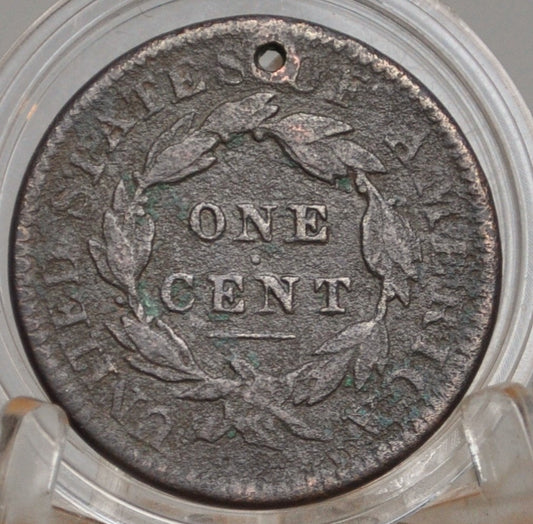 UNITED STATES OF AMERICA
ONE
CENT